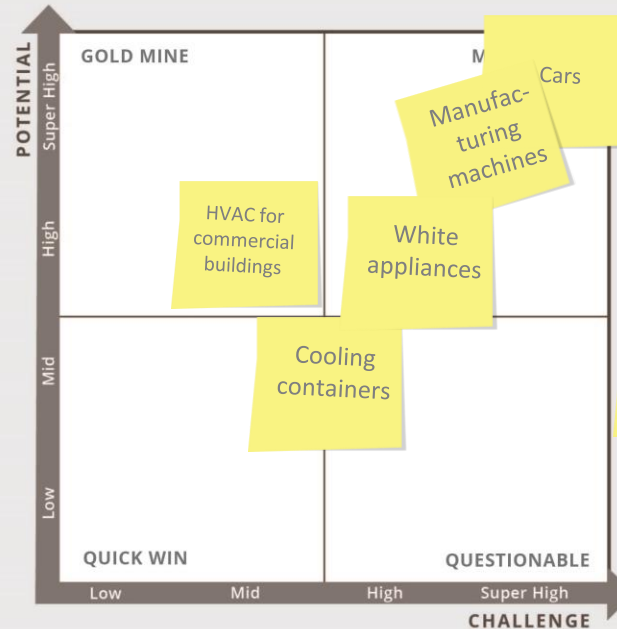 POTENTIAL
Super High
High
Mid
Low
GOLD MINE
M
Cars
Manufac-
turing
machines
HVAC for
commercial
buildings
White
appliances
Cooling
containers
QUICK WIN
QUESTIONABLE
Low
Mid
High
Super High
CHALLENGE